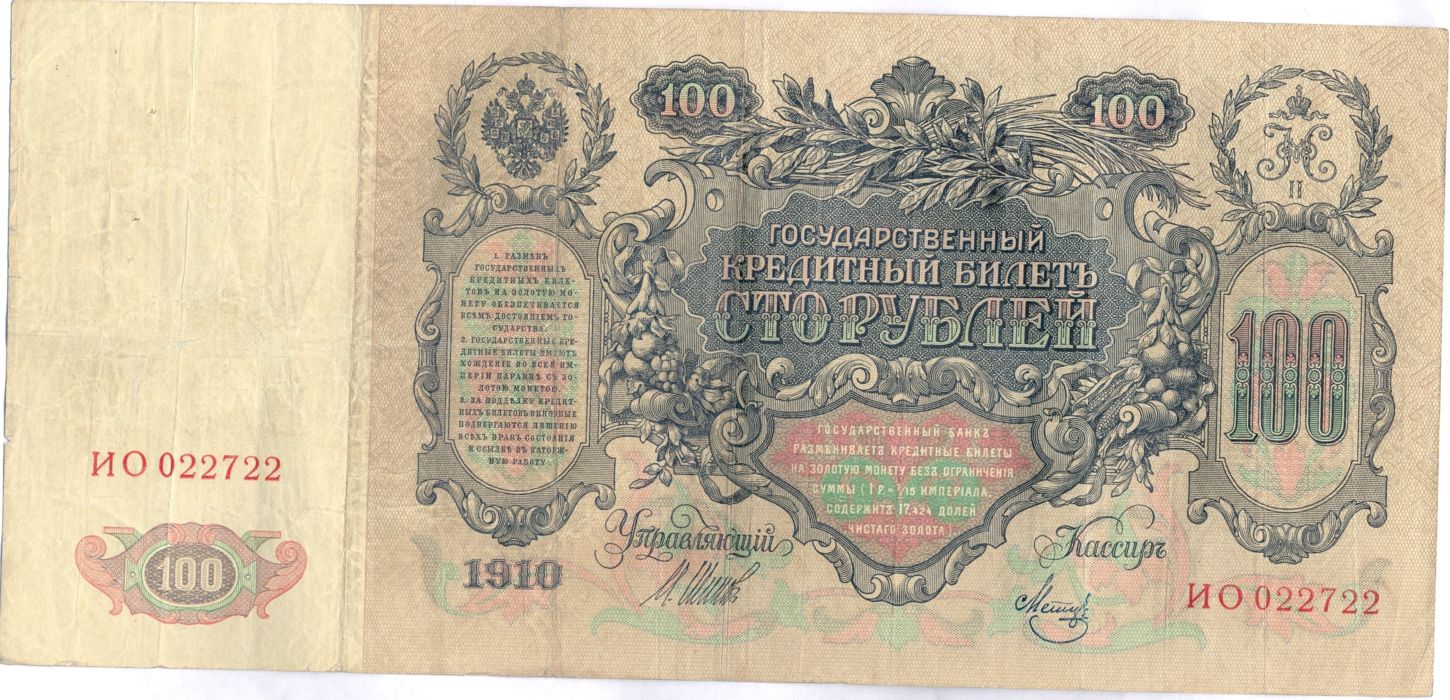 100
100
II
ГОСУДАРСТВЕННЫЙ
КРЕДИТНЫЙ БИЛЕТЪ
СТО РУБЛЕЙ
1. РАЗМѢНЪ
ГОСУДАРСТВЕННЫХЪ
КРЕДИТНЫХЪ БИЛЕ-
ТОВЪ НА ЗОЛОТУЮ МО-
НЕТУ ОБЕЗПЕЧИВАЕТСЯ
ВСѢМЪ ДОСТОЯНІЕМЪ ГО-
СУДАРСТВА.
2. ГОСУДАРСТВЕННЫЕ КРЕ-
ДИТНЫЕ БИЛЕТЫ ИМѢЮТЪ
ХОЖДЕНІЕ ВО ВСЕЙ ИМ-
ПЕРІИ НАРАВНѢ СЪ ЗО-
ЛОТОЮ МОНЕТОЮ.
3. ЗА ПОДДѢЛКУ КРЕДИТ-
НЫХЪ БИЛЕТОВЪ ВИНОВНЫЕ
ПОДВЕРГАЮТСЯ ЛИШЕНІЮ
ВСѢХЪ ПРАВЪ СОСТОЯНІЯ
И ССЫЛКѢ ВЪ КАТОРЖ-
НУЮ РАБОТУ
100
ГОСУДАРСТВЕННЫЙ БАНКЪ
РАЗМѢНИВАЕТЪ КРЕДИТНЫЕ БИЛЕТЫ
НА ЗОЛОТУЮ МОНЕТУ БЕЗЪ ОГРАНИЧЕНІЯ
СУММЫ (1 Р.= 1/15 ИМПЕРІАЛА,
СОДЕРЖИТЪ 17,424 ДОЛЕЙ
ЧИСТАГО ЗОЛОТА)
ИО 022722
100
1910
Управляющій
И. Шипов
Кассиръ
ИО 022722